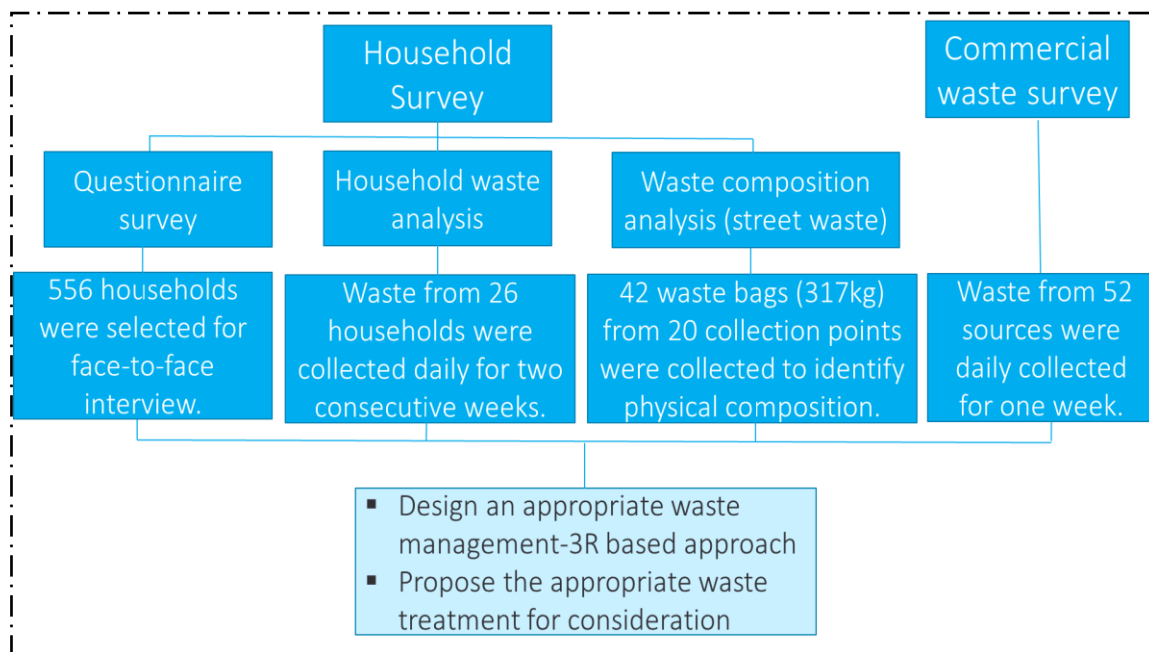 Household
Survey
Commercial
waste survey
Questionnaire
survey
Household waste
analysis
Waste composition
analysis (street waste)
556 households
were selected for
face-to-face
interview.
Waste from 26
households were
collected daily for two
consecutive weeks.
42 waste bags (317kg)
from 20 collection points
were collected to identify
physical composition.
Waste from 52
sources were
daily collected
for one week.
▪ Design an appropriate waste
management-3R based approach
▪ Propose the appropriate waste
treatment for consideration